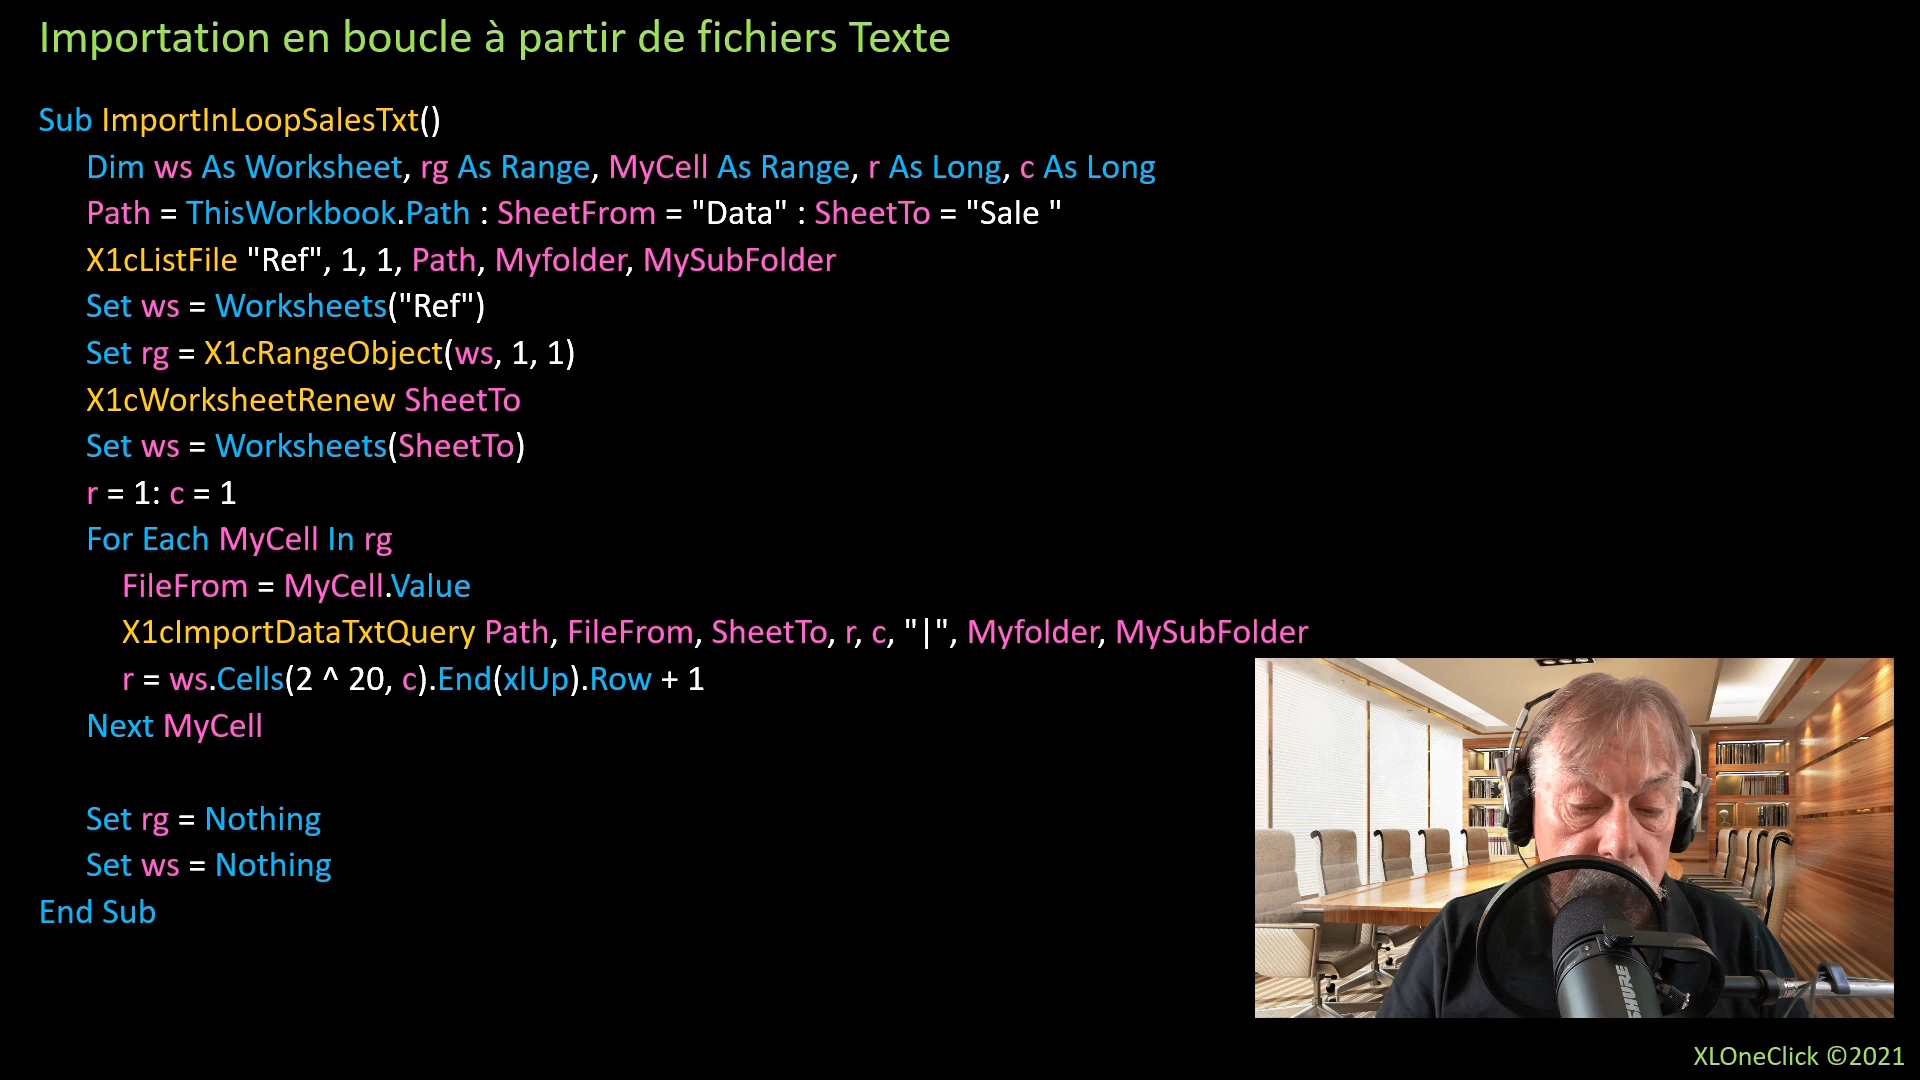 Importation en boucle à partir de fichiers Texte
Sub ImportInLoopSalesTxt()
Dim ws As Worksheet, rg As Range, MyCell As Range, r As Long, c As Long
Path = ThisWorkbook.Path : SheetFrom = "Data" : SheetTo = "Sale "
X1cListFile "Ref", 1, 1, Path, Myfolder, MySubFolder
Set ws = Worksheets("Ref")
Set rg = X1cRangeObject(ws, 1, 1)
X1cWorksheetRenew SheetTo
Set ws = Worksheets(SheetTo)
r = 1: c = 1
For Each MyCell In rg
FileFrom = MyCell.Value
X1cImportDataTxtQuery Path, FileFrom, SheetTo, r, c, "|", Myfolder, MySubFolder
r = ws.Cells(2 ^ 20, c).End(xlUp).Row + 1
Next MyCell
Set rg = Nothing
Set ws = Nothing
End Sub
SHURE
XLOneClick ©2021